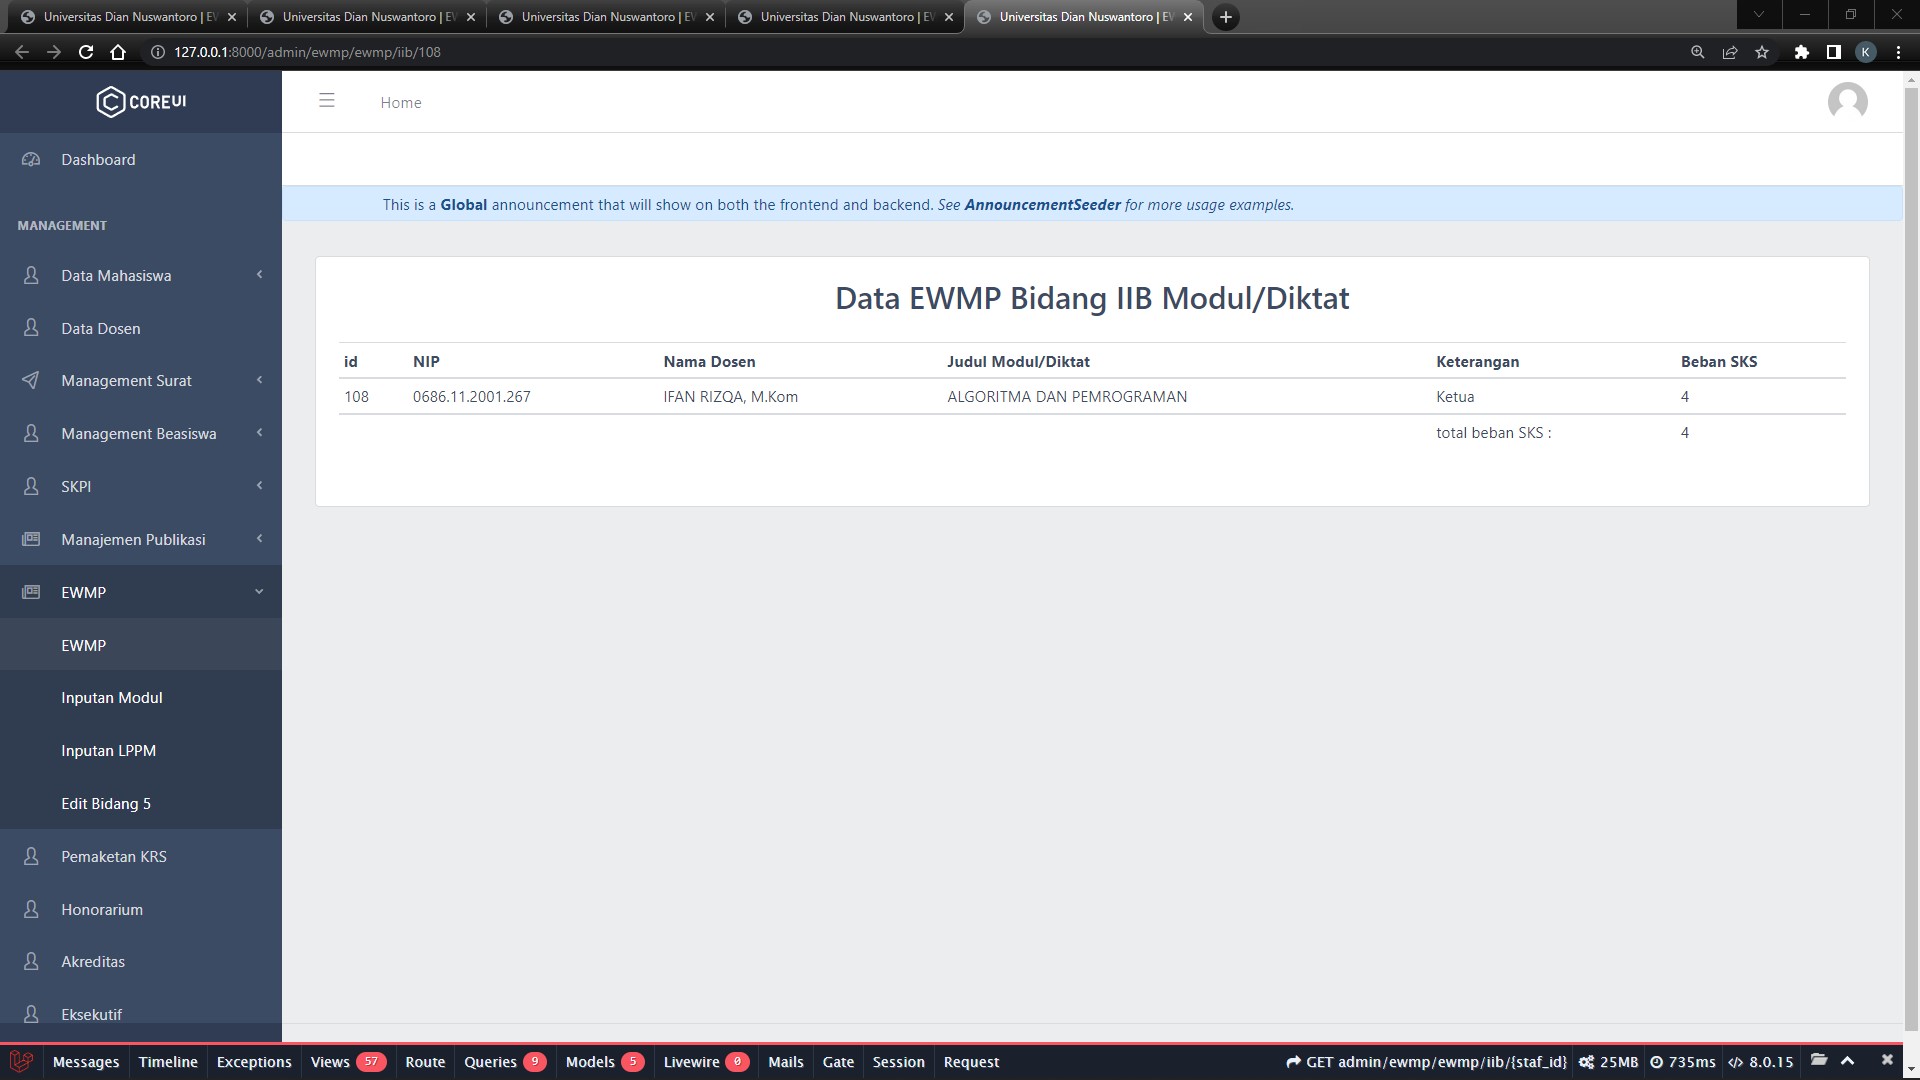 Universitas Dian Nuswantoro | EW
Universitas Dian Nuswantoro | EW
Universitas Dian Nuswantoro | EW
Universitas Dian Nuswantoro | EW
Universitas Dian Nuswantoro | EW
127.0.0.1:8000/admin/ewmp/ewmp/iib/108
K
COREUI
Home
Dashboard
This is a Global announcement that will show on both the frontend and backend. See AnnouncementSeeder for more usage examples.
MANAGEMENT
Data Mahasiswa
Data Dosen
Management Surat
Management Beasiswa
SKPI
Manajemen Publikasi
EWMP
EWMP
Inputan Modul
Inputan LPPM
Edit Bidang 5
Pemaketan KRS
Honorarium
Akreditas
Eksekutif
Data EWMP Bidang IIB Modul/Diktat
id NIP Nama Dosen Judul Modul/Diktat Keterangan Beban SKS
108 0686.11.2001.267 IFAN RIZQA, M.Kom ALGORITMA DAN PEMROGRAMAN Ketua 4
total beban SKS : 4
Messages Timeline Exceptions Views 57 Route Queries 9 Models 5 Livewire 0 Mails Gate Session Request GET admin/ewmp/ewmp/iib/{staf_id} 25MB 735ms 8.0.15